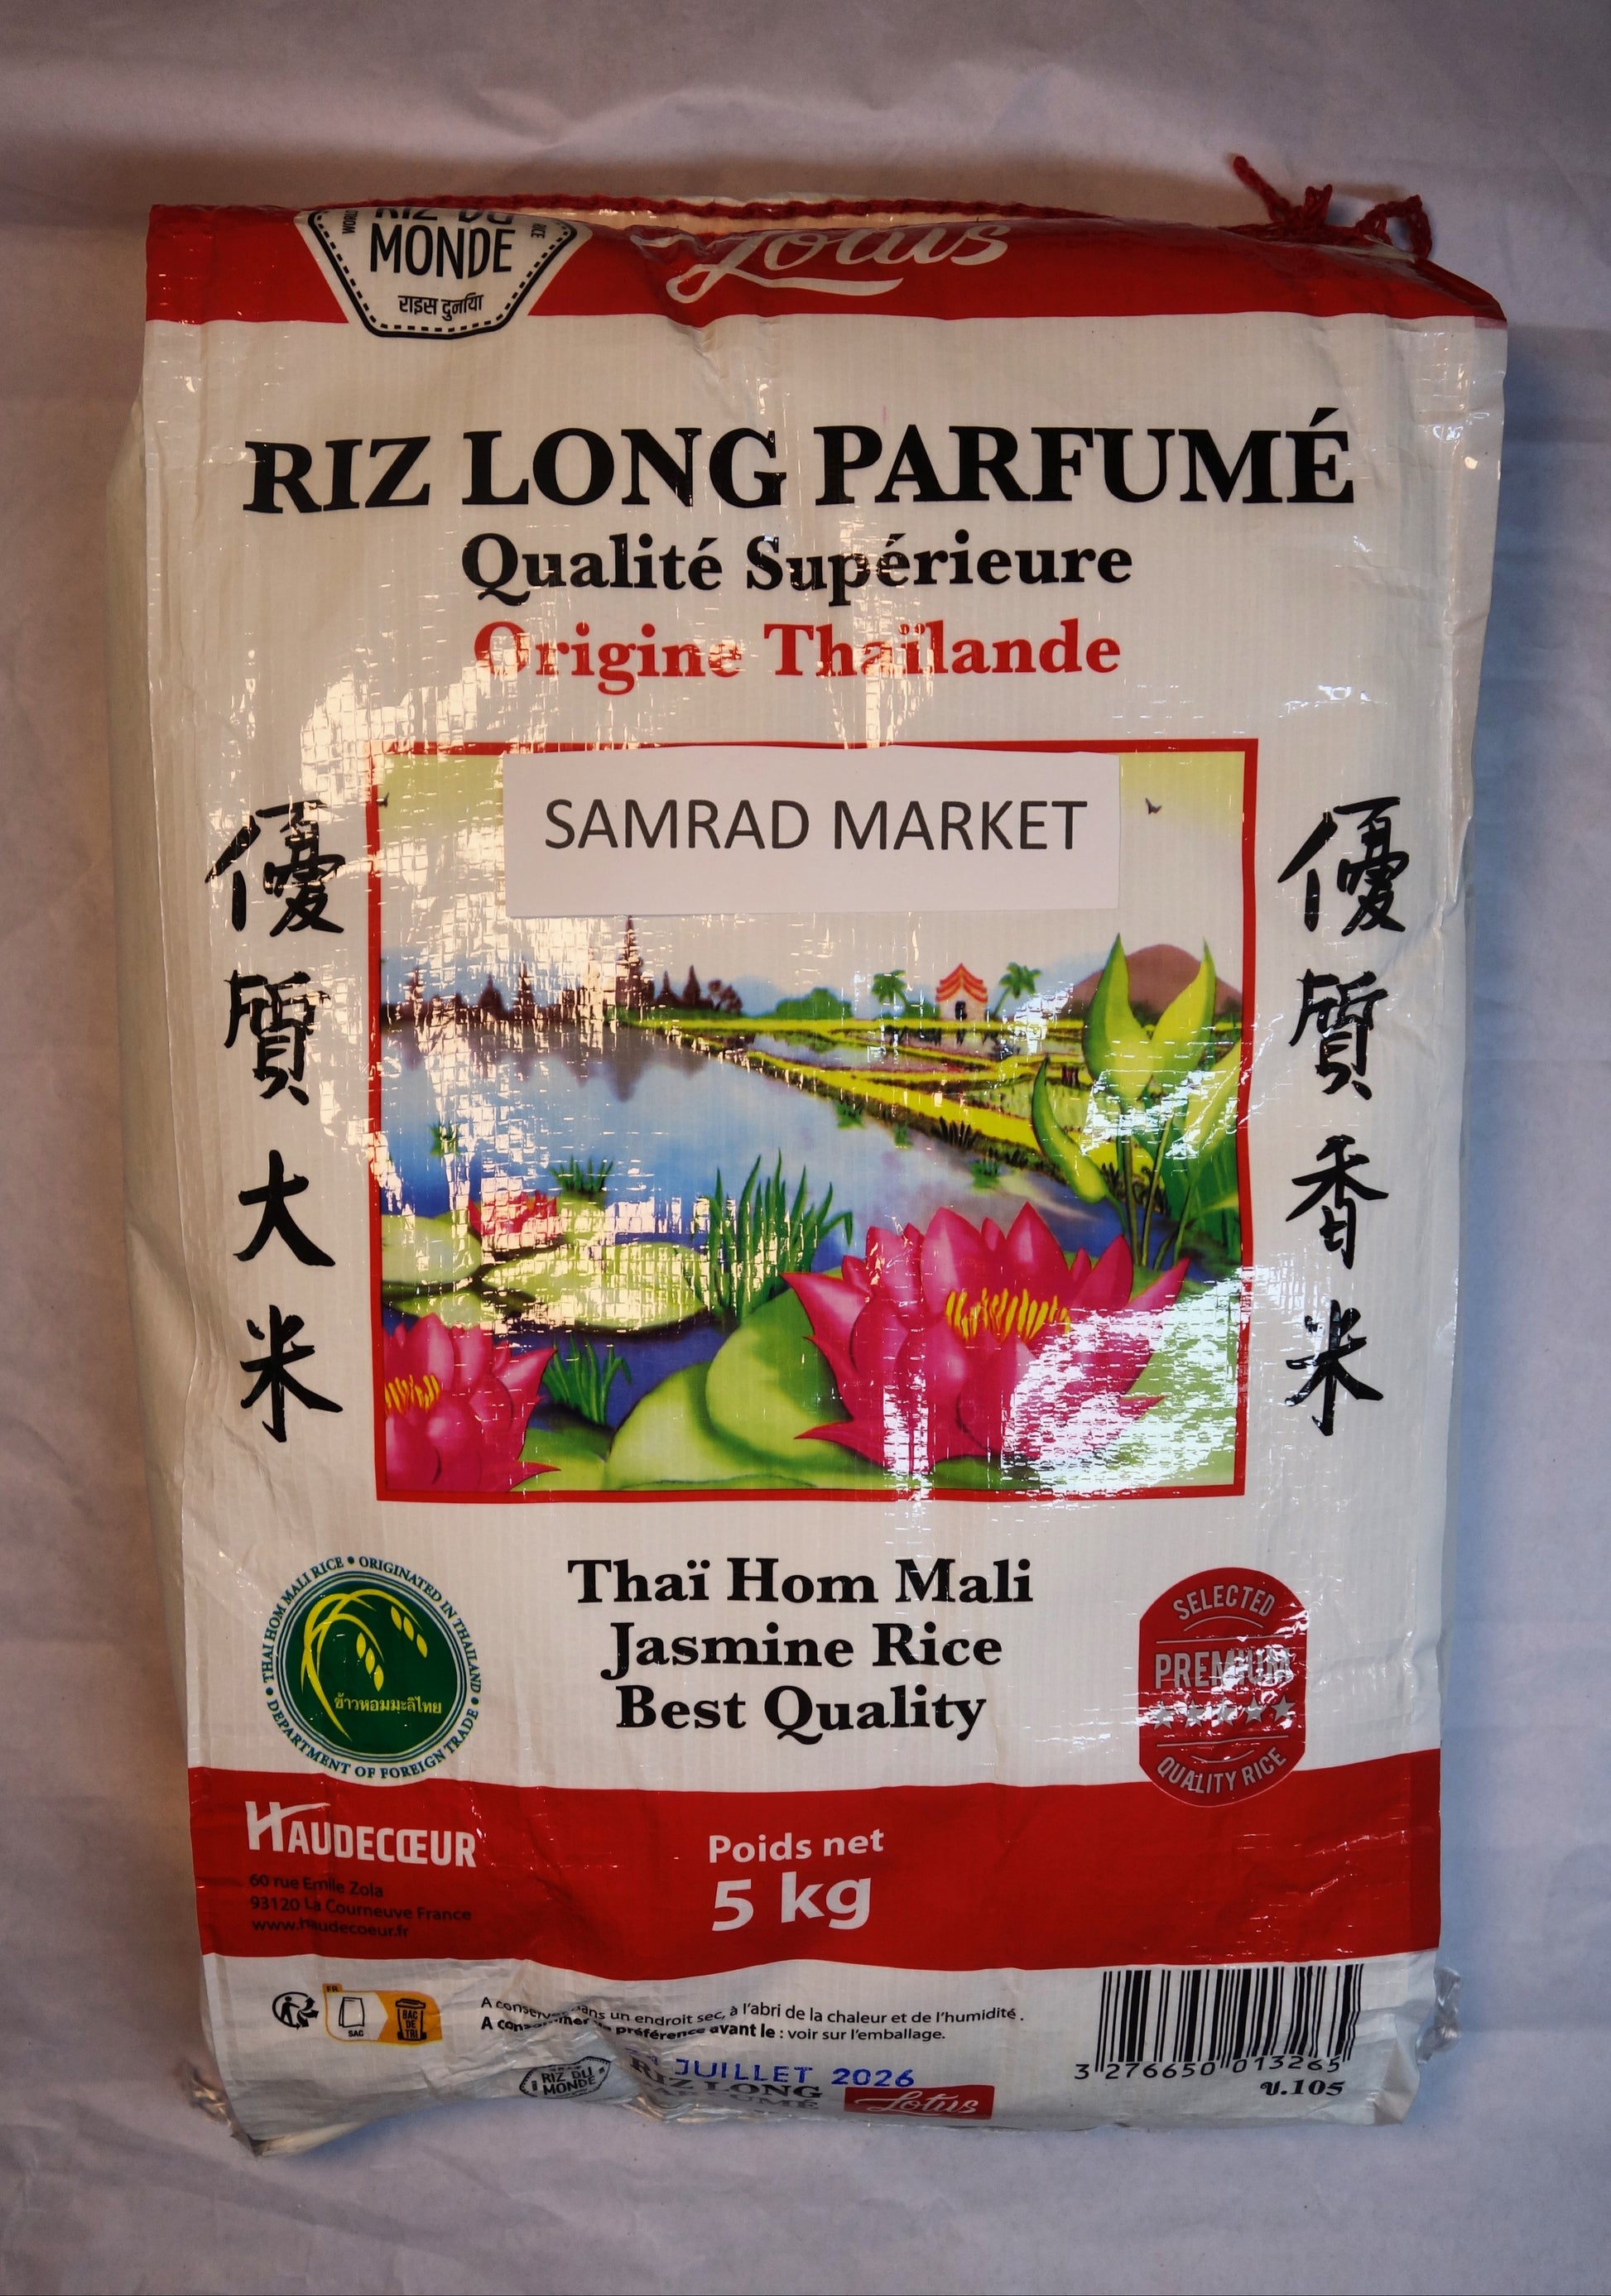 RIZ DU
MONDE
राइस दुनिया
Lotus
RIZ LONG PARFUMÉ
Qualité Supérieure
Origine Thaïlande
SAMRAD MARKET
優質大米
優質香米
THAI HOM MALI RICE • ORIGINATED IN THAILAND • DEPARTMENT OF FOREIGN TRADE •
ข้าวหอมมะลิไทย
Thaï Hom Mali
Jasmine Rice
Best Quality
SELECTED
PREMIUM
QUALITY RICE
HAUDECŒUR
60 rue Emile Zola
93120 La Courneuve France
www.haudecoeur.fr
Poids net
5 kg
FR
SAC
BAC
DE
TRI
A conserver dans un endroit sec, à l'abri de la chaleur et de l'humidité.
A consommer de préférence avant le : voir sur l'emballage.
JUILLET 2026
RIZ DU
MONDE
RIZ LONG
PARFUMÉ
Lotus
3 276650 013265
ข.105